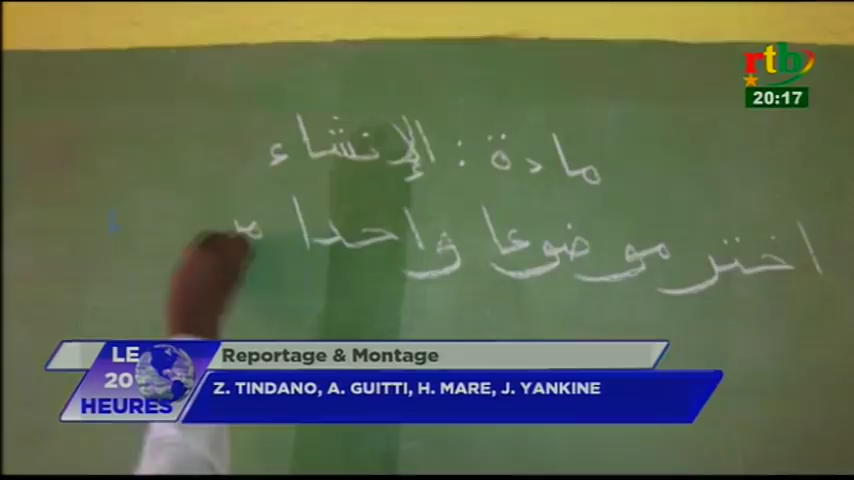 rtb
20:17
مادة : الإنشاء
اختر موضوعا واحدا م
LE
20
HEURES
Reportage & Montage
Z. TINDANO, A. GUITTI, H. MARE, J. YANKINE